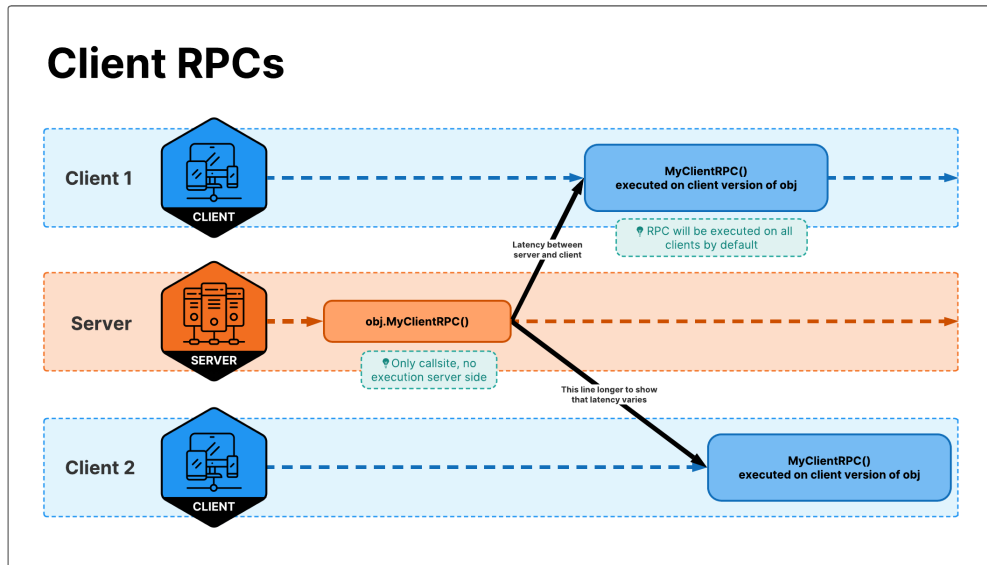 Client RPCs
Client 1
CLIENT
MyClientRPC()
executed on client version of obj
RPC will be executed on all
clients by default
Latency between
server and client
Server
SERVER
obj.MyClientRPC()
Only callsite, no
execution server side
This line longer to show
that latency varies
Client 2
CLIENT
MyClientRPC()
executed on client version of obj